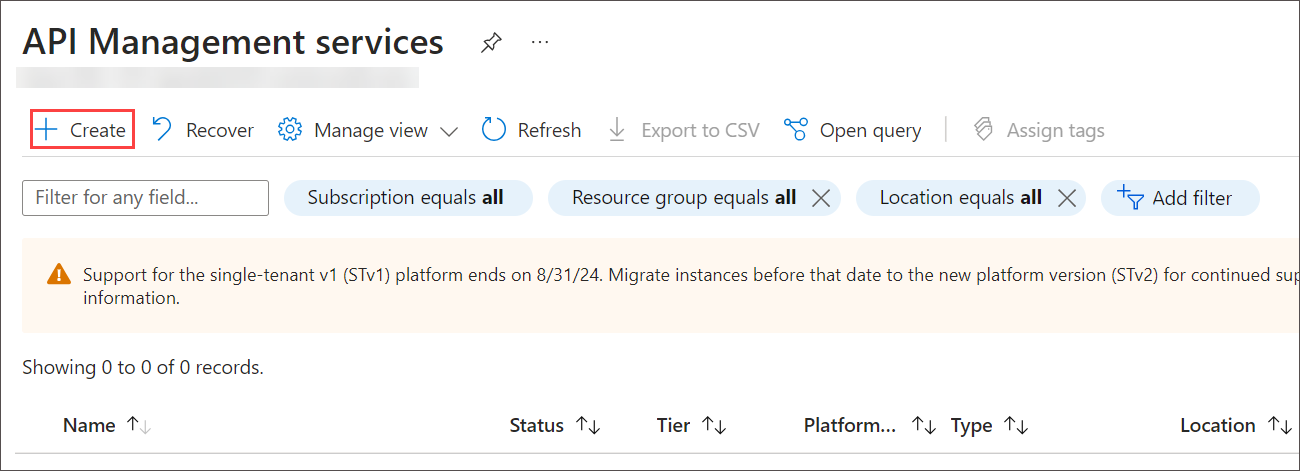 API Management services
Create Recover Manage view Refresh Export to CSV Open query Assign tags
Filter for any field... Subscription equals all Resource group equals all Location equals all Add filter
Support for the single-tenant v1 (STv1) platform ends on 8/31/24. Migrate instances before that date to the new platform version (STv2) for continued
information.
Showing 0 to 0 of 0 records.
Name Status Tier Platform... Type Location